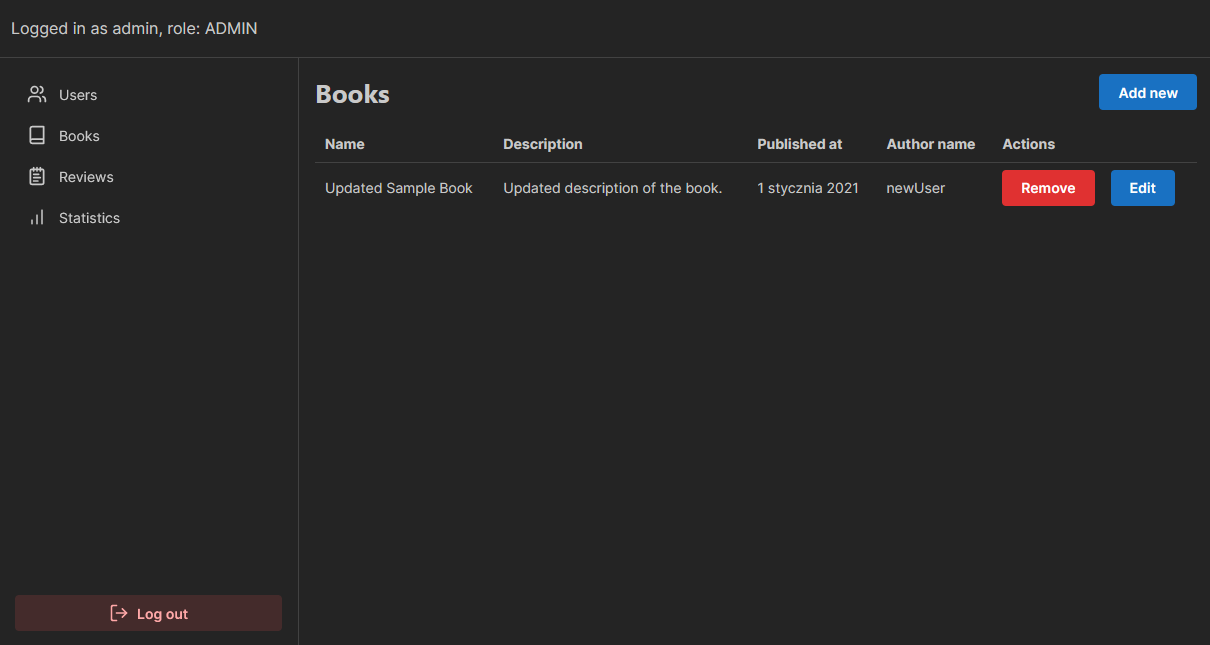 Logged in as admin, role: ADMIN
Users
Books
Reviews
Statistics
Log out
Books
Add new
Name Description Published at Author name Actions
Updated Sample Book Updated description of the book. 1 stycznia 2021 newUser Remove Edit